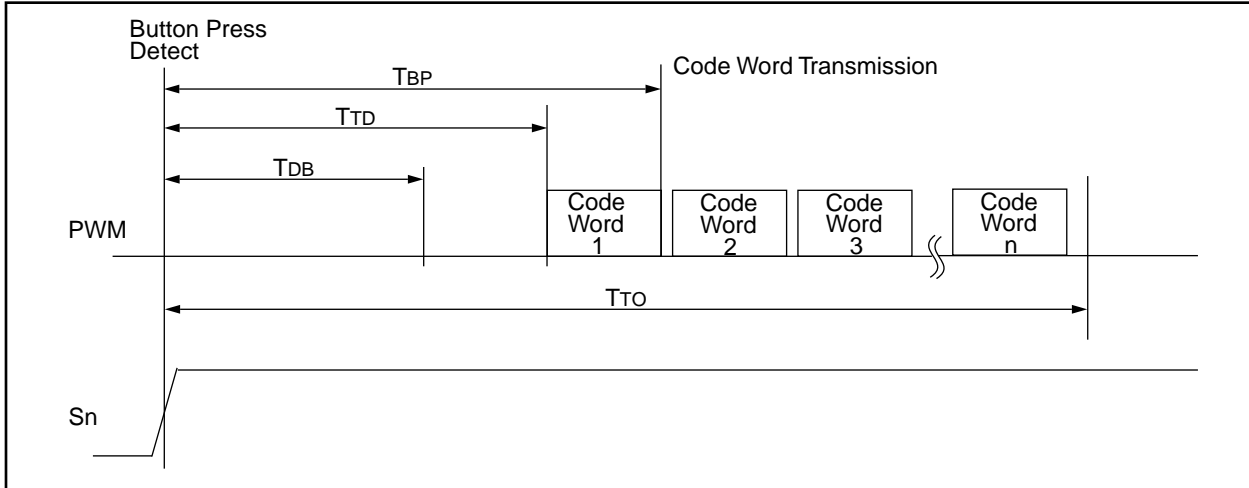 Button Press
Detect
TBP
Code Word Transmission
TTD
TDB
PWM
Code
Word
1
Code
Word
2
Code
Word
3
Code
Word
n
TTO
Sn